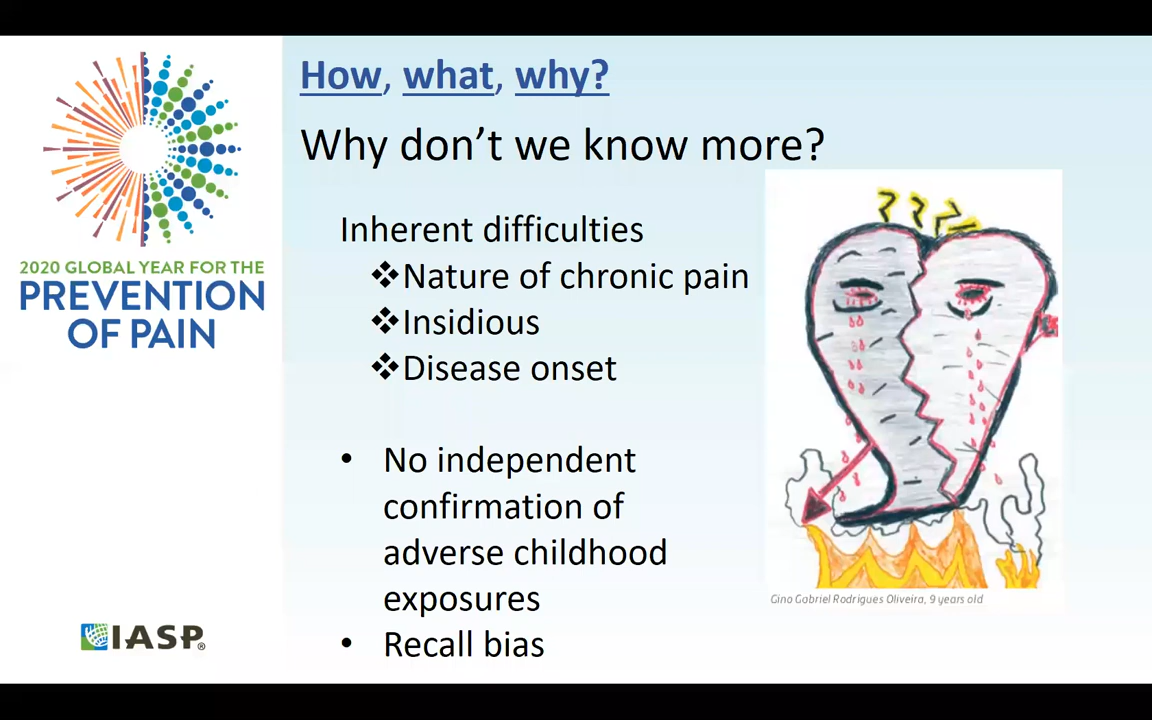 How, what, why?
Why don't we know more?
Inherent difficulties
❖Nature of chronic pain
❖Insidious
❖Disease onset
• No independent
confirmation of
adverse childhood
exposures
• Recall bias
2020 GLOBAL YEAR FOR THE
PREVENTION
OF PAIN
IASP®
????
Gino Gabriel Rodrigues Oliveira, 9 years old